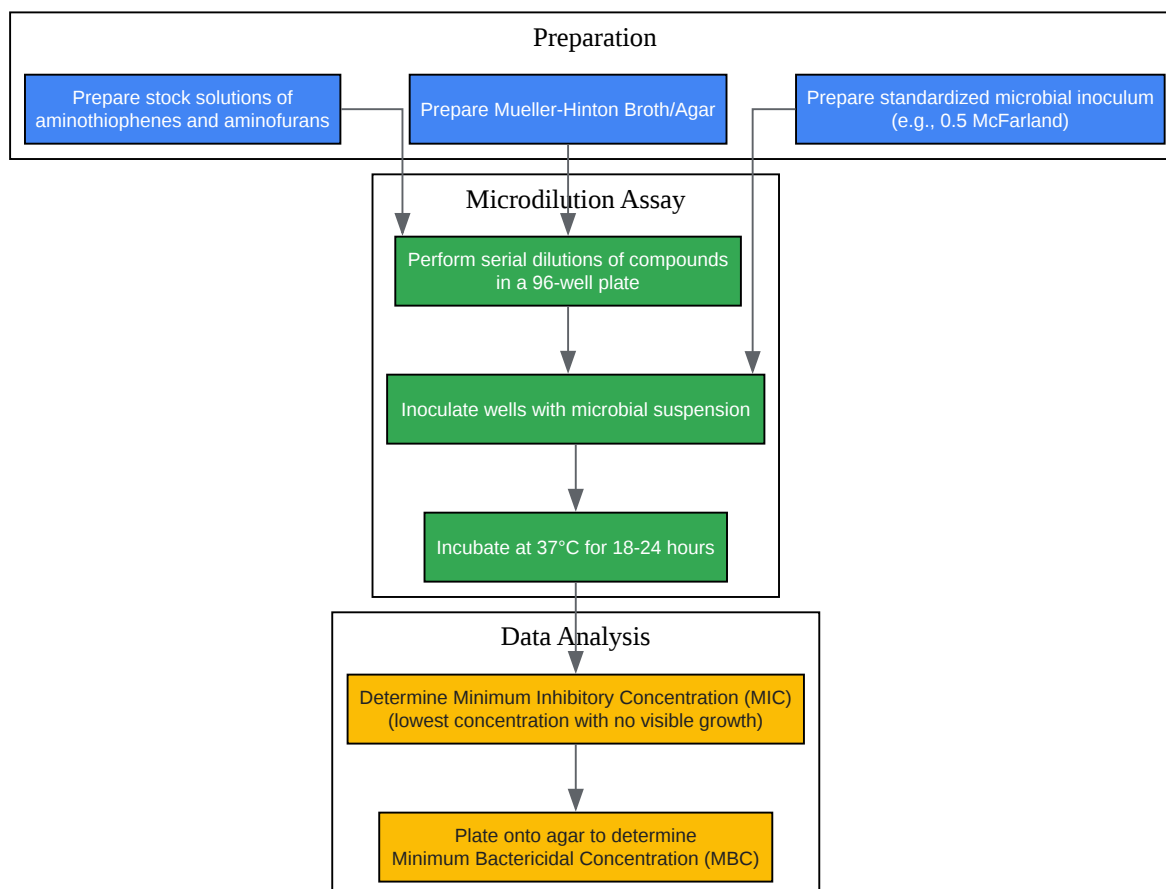 Preparation
Prepare stock solutions of
aminothiophenes and aminofurans
Prepare Mueller-Hinton Broth/Agar
Prepare standardized microbial inoculum
(e.g., 0.5 McFarland)
Microdilution Assay
Perform serial dilutions of compounds
in a 96-well plate
Inoculate wells with microbial suspension
Incubate at 37°C for 18-24 hours
Data Analysis
Determine Minimum Inhibitory Concentration (MIC)
(lowest concentration with no visible growth)
Plate onto agar to determine
Minimum Bactericidal Concentration (MBC)